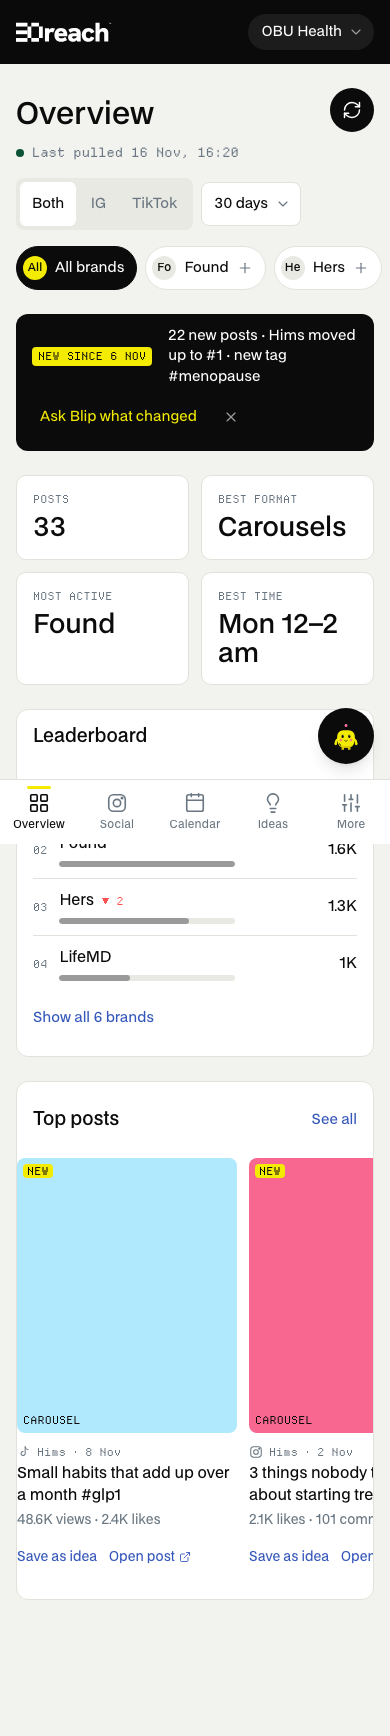 reach
OBU Health
Overview
Last pulled 16 Nov, 16:20
Both IG TikTok 30 days
All All brands Fo Found + He Hers +
NEW SINCE 6 NOV
22 new posts · Hims moved
up to #1 · new tag
#menopause
Ask Blip what changed
POSTS
33
BEST FORMAT
Carousels
MOST ACTIVE
Found
BEST TIME
Mon 12–2
am
Leaderboard
Overview Social Calendar Ideas More
02 Found 1.6K
03 Hers ▼ 2 1.3K
04 LifeMD 1K
Show all 6 brands
Top posts See all
NEW
CAROUSEL
Hims · 8 Nov
Small habits that add up over
a month #glp1
48.6K views · 2.4K likes
Save as idea Open post
NEW
CAROUSEL
Hims · 2 Nov
3 things nobody
about starting
2.1K likes · 101
Save as idea